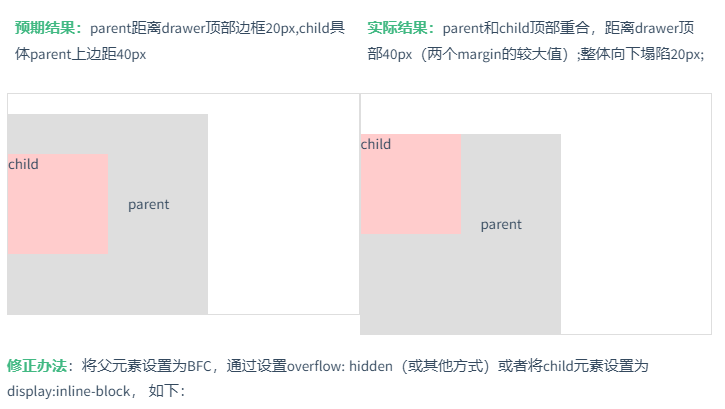 预期结果：parent距离drawer顶部边框20px,child具
体parent上边距40px
实际结果：parent和child顶部重合，距离drawer顶
部40px（两个margin的较大值）;整体向下塌陷20px;
child
parent
child
parent
修正办法：将父元素设置为BFC，通过设置overflow: hidden（或其他方式）或者将child元素设置为
display:inline-block， 如下：